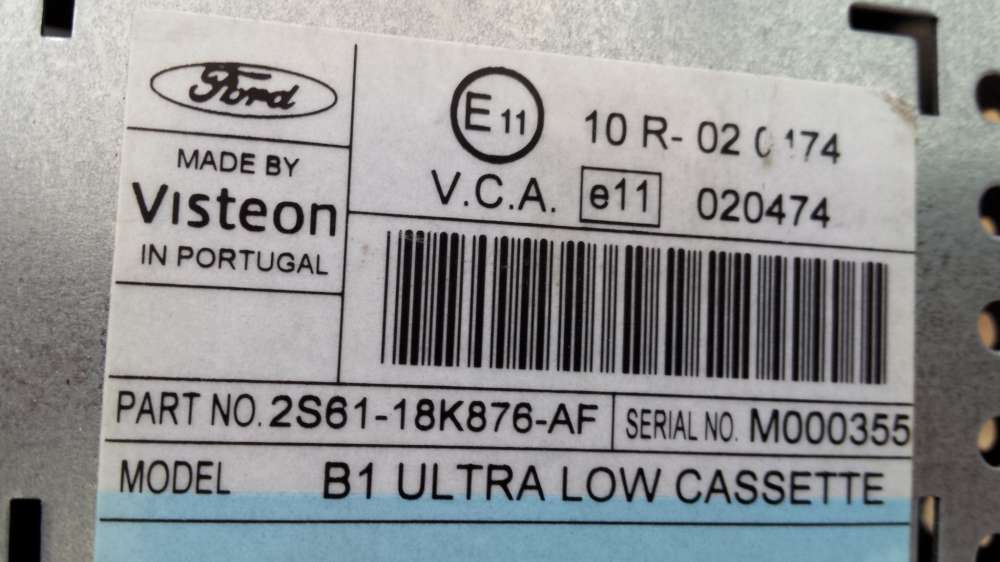 Ford
MADE BY
Visteon
IN PORTUGAL
E 11
10 R- 02
V.C.A. e11 020474
PART NO. 2S61-18K876-AF
SERIAL NO. M000355
MODEL B1 ULTRA LOW CASSETTE